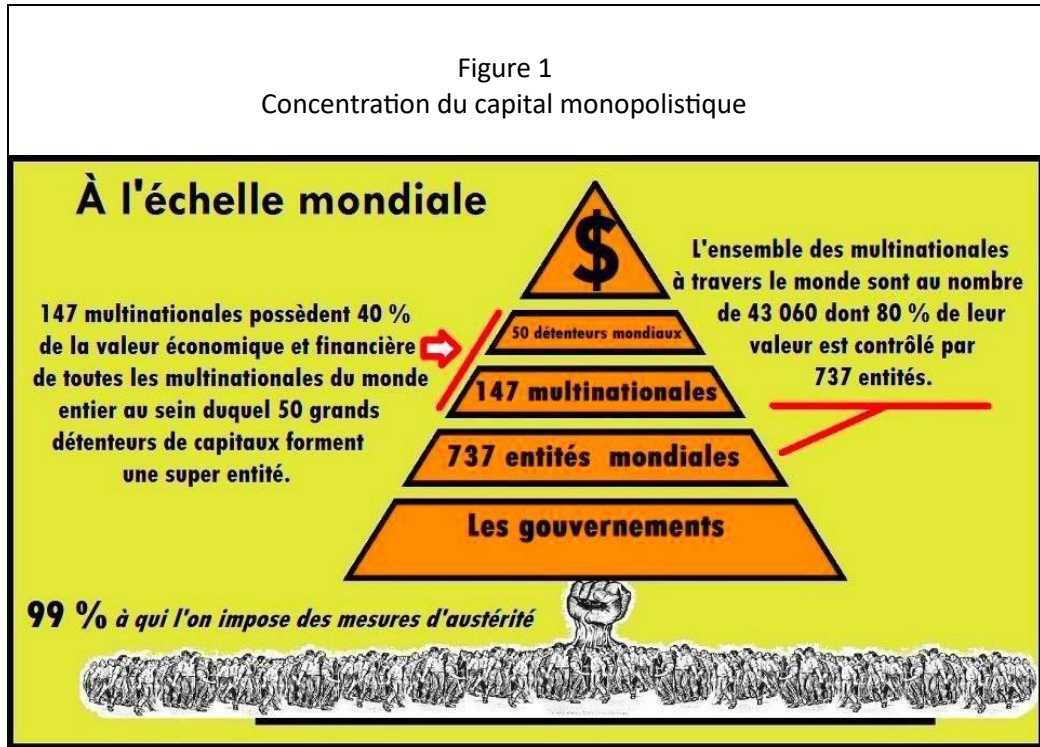 Figure 1
Concentration du capital monopolistique
À l'échelle mondiale
147 multinationales possèdent 40 %
de la valeur économique et financière
de toutes les multinationales du monde
entier au sein duquel 50 grands
détenteurs de capitaux forment
une super entité.
$
50 détenteurs mondiaux
147 multinationales
737 entités mondiales
Les gouvernements
L'ensemble des multinationales
à travers le monde sont au nombre
de 43 060 dont 80 % de leur
valeur est contrôlé par
737 entités.
99 % à qui l'on impose des mesures d'austérité